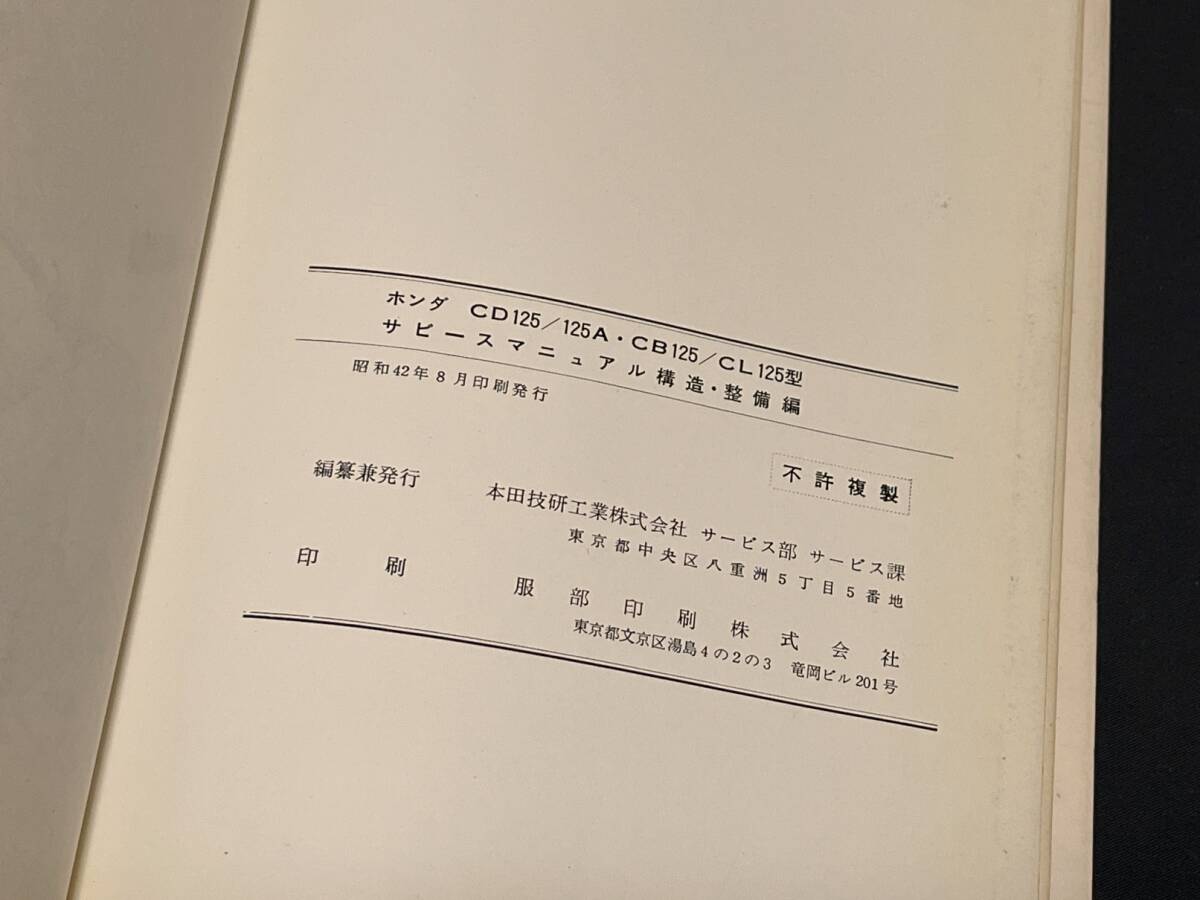 ホンダ CD125/125A・CB125/CL125型
サビースマニュアル構造・整備編
昭和42年8月印刷発行
不許複製
編纂兼発行 本田技研工業株式会社 サービス部 サービス課
東京都中央区八重洲5丁目5番地
印刷 服部印刷株式会社
東京都文京区湯島4の2の3 竜岡ビル201号